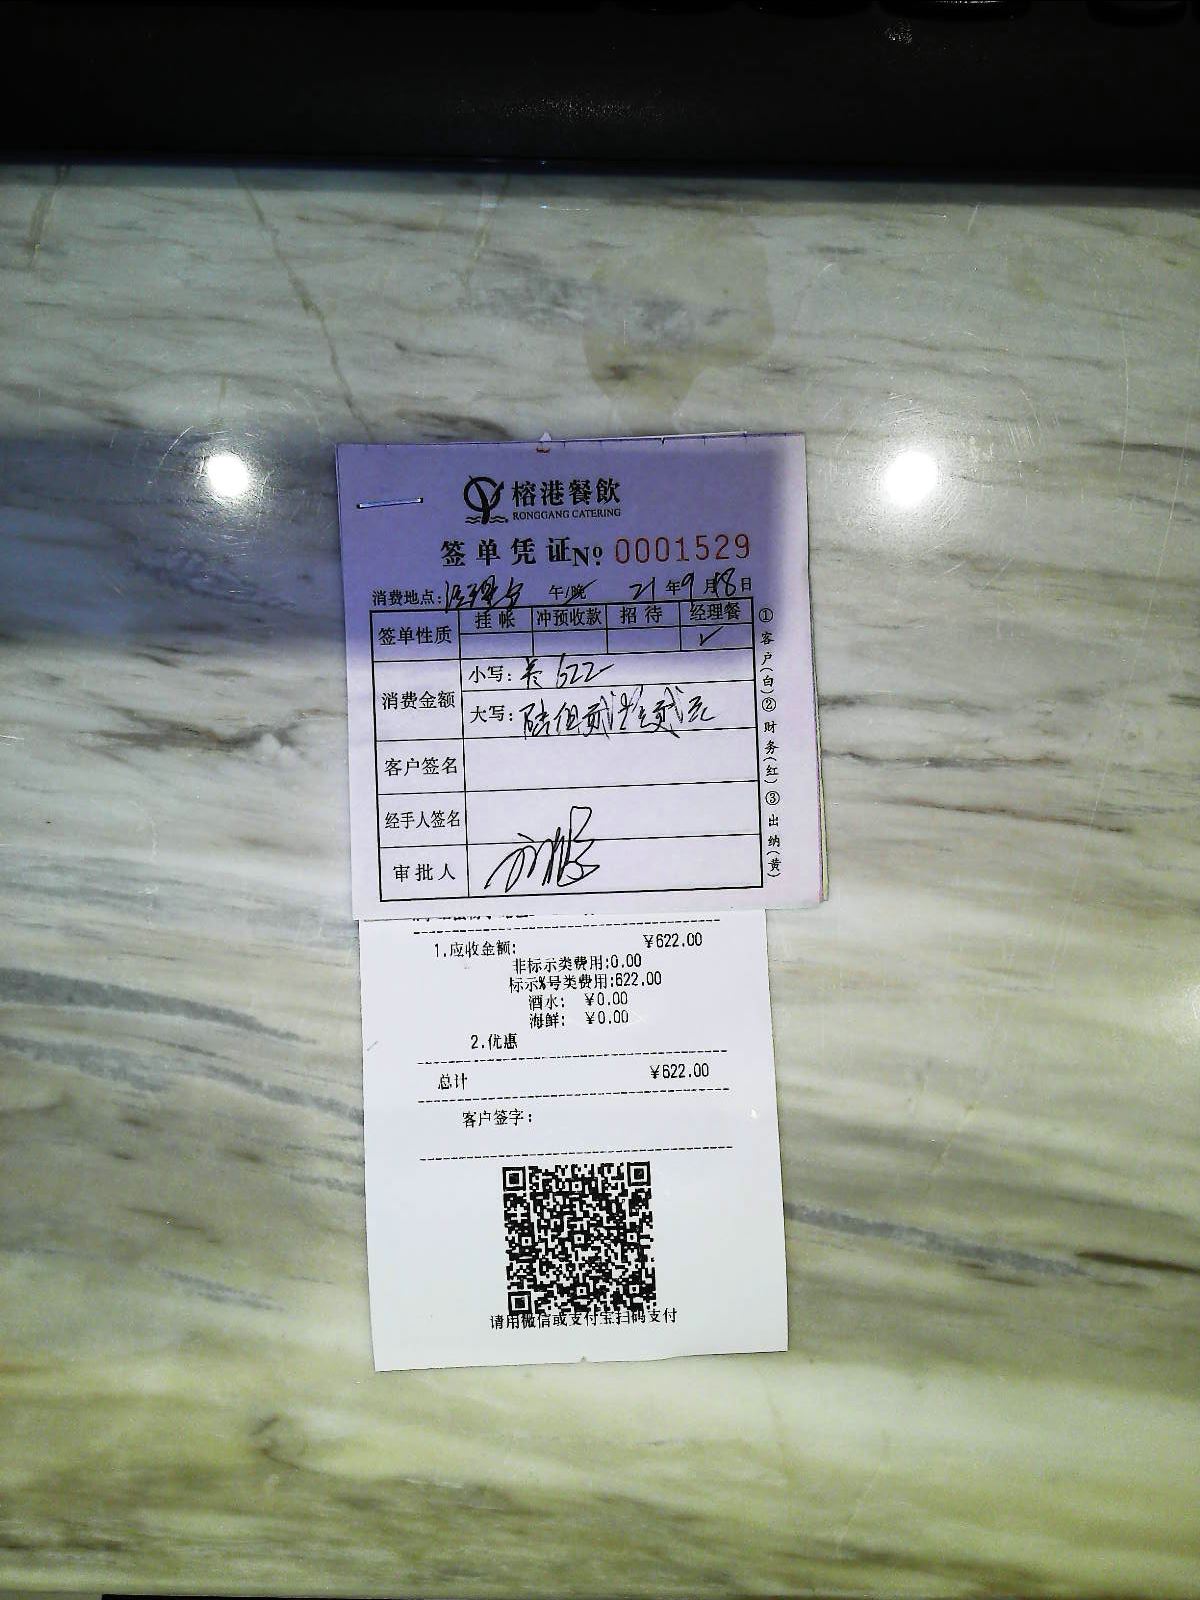 榕港餐飲
RONGGANG CATERING
签单凭证№ 0001529
消费地点: 午/晚 21年9月18日
签单性质 挂帐 冲预收款 招待 经理餐
✓
消费金额
小写: 622
大写: 陆佰贰拾贰元
客户签名
经手人签名
审批人
①客户(白)②财务(红)③出纳(黄)
1.应收金额: ¥622.00
非标示类费用:0.00
标示%号类费用:622.00
酒水: ¥0.00
海鲜: ¥0.00
2.优惠
总计 ¥622.00
客户签字:
请用微信或支付宝扫码支付